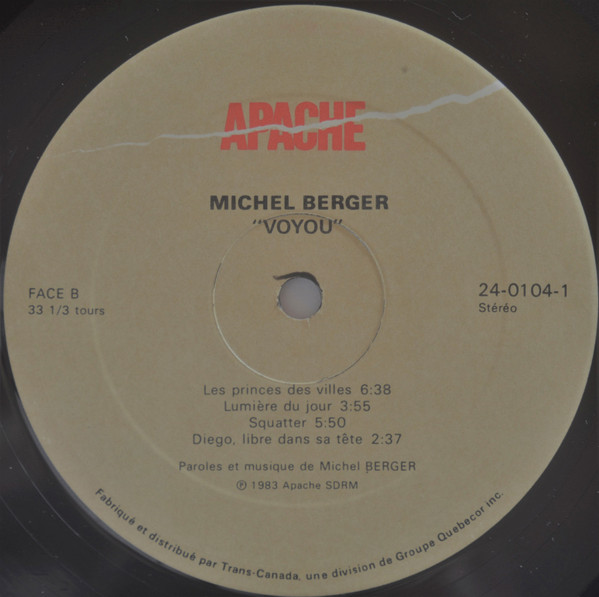 APACHE
MICHEL BERGER
"VOYOU"
FACE B
33 1/3 tours
24-0104-1
Stéréo
Les princes des villes 6:38
Lumière du jour 3:55
Squatter 5:50
Diego, libre dans sa tête 2:37
Paroles et musique de Michel BERGER
℗ 1983 Apache SDRM
Fabriqué et distribué par Trans-Canada, une division de Groupe Quebecor inc.